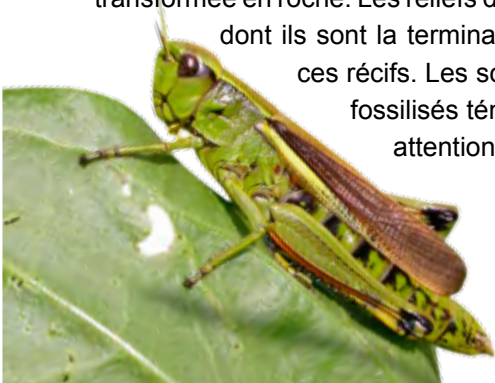 transformée en roche. Les reliefs d
dont ils sont la termina
ces récifs. Les so
fossilisés tér
attention